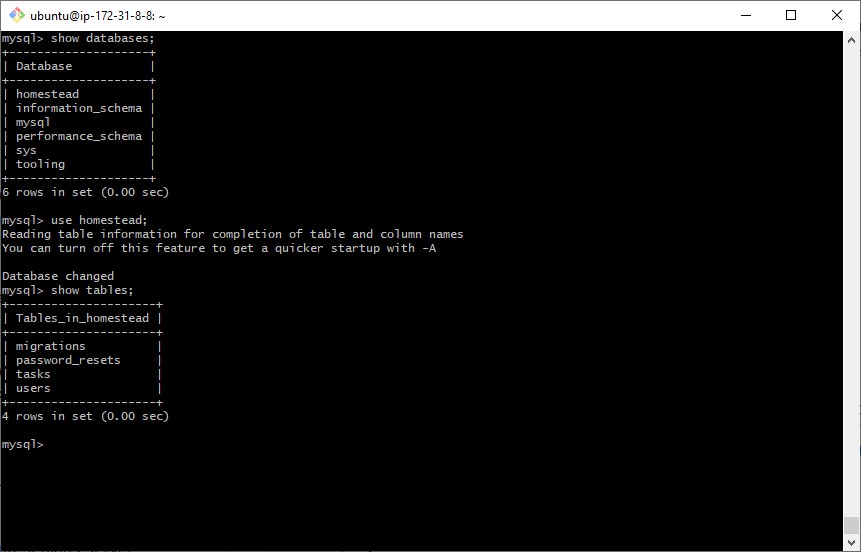 ubuntu@ip-172-31-8-8: ~
mysql> show databases;
+--------------------+
| Database           |
+--------------------+
| homestead          |
| information_schema |
| mysql              |
| performance_schema |
| sys                |
| tooling            |
+--------------------+
6 rows in set (0.00 sec)
mysql> use homestead;
Reading table information for completion of table and column names
You can turn off this feature to get a quicker startup with -A
Database changed
mysql> show tables;
+---------------------+
| Tables_in_homestead |
+---------------------+
| migrations          |
| password_resets     |
| tasks               |
| users               |
+---------------------+
4 rows in set (0.00 sec)
mysql>